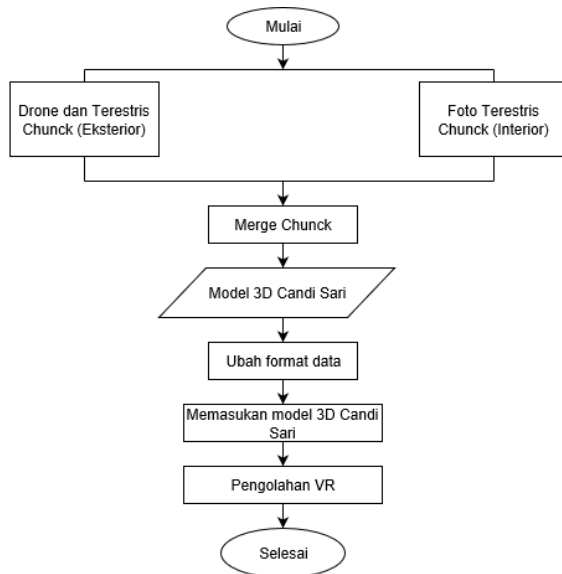 Mulai
Drone dan Terestris
Chunck (Eksterior)
Foto Terestris
Chunck (Interior)
Merge Chunck
Model 3D Candi Sari
Ubah format data
Memasukan model 3D Candi
Sari
Pengolahan VR
Selesai